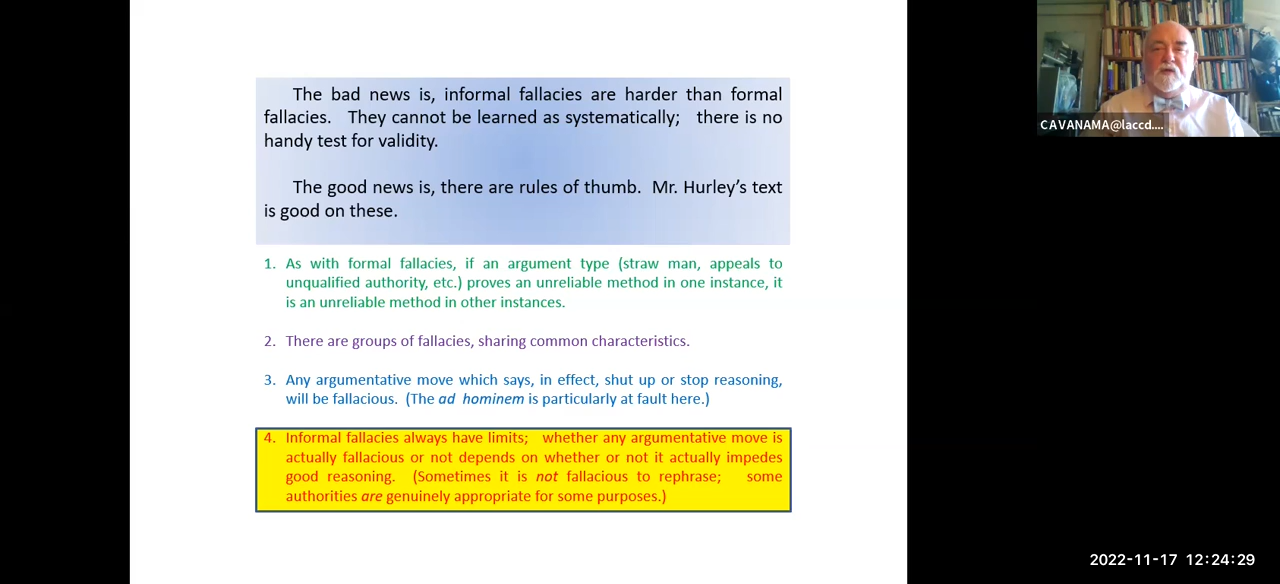 The bad news is, informal fallacies are harder than formal
fallacies. They cannot be learned as systematically; there is no
handy test for validity.
The good news is, there are rules of thumb. Mr. Hurley's text
is good on these.
1. As with formal fallacies, if an argument type (straw man, appeals to
unqualified authority, etc.) proves an unreliable method in one instance, it
is an unreliable method in other instances.
2. There are groups of fallacies, sharing common characteristics.
3. Any argumentative move which says, in effect, shut up or stop reasoning,
will be fallacious. (The ad hominem is particularly at fault here.)
4. Informal fallacies always have limits; whether any argumentative move is
actually fallacious or not depends on whether or not it actually impedes
good reasoning. (Sometimes it is not fallacious to rephrase; some
authorities are genuinely appropriate for some purposes.)
CAVANAMA@laccd....
2022-11-17 12:24:29